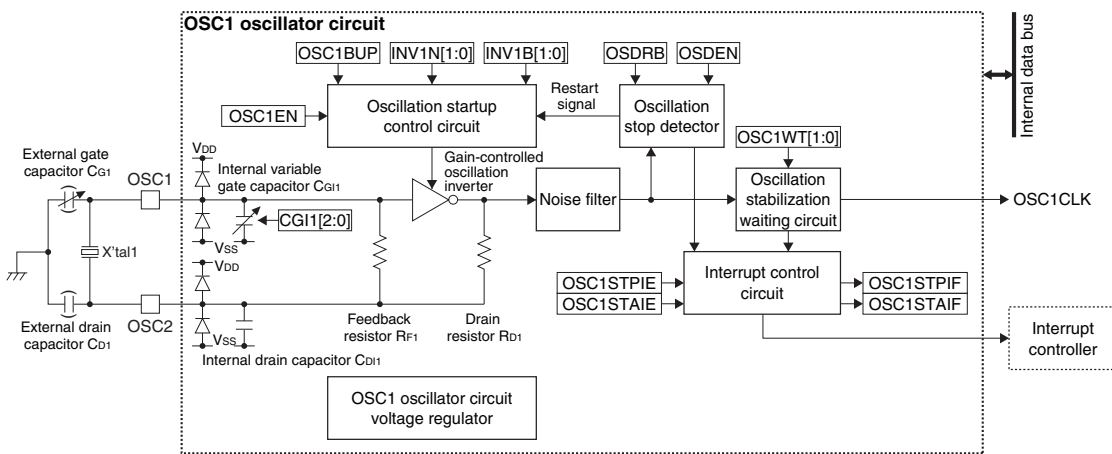 OSC1 oscillator circuit
OSC1BUP
INV1N[1:0]
INV1B[1:0]
OSDRB
OSDEN
Internal data bus
OSC1EN
Oscillation startup
control circuit
Restart
signal
Oscillation
stop detector
OSC1WT[1:0]
External gate
capacitor CG1
OSC1
VDD
Internal variable
gate capacitor CGI1
Gain-controlled
oscillation
inverter
Noise filter
Oscillation
stabilization
waiting circuit
OSC1CLK
CGI1[2:0]
VSS
X'tal1
VDD
Interrupt control
circuit
OSC1STPIE
OSC1STAIE
OSC1STPIF
OSC1STAIF
External drain
capacitor CD1
OSC2
VSS
Internal drain capacitor CDI1
Feedback
resistor RF1
Drain
resistor RD1
Interrupt
controller
OSC1 oscillator circuit
voltage regulator